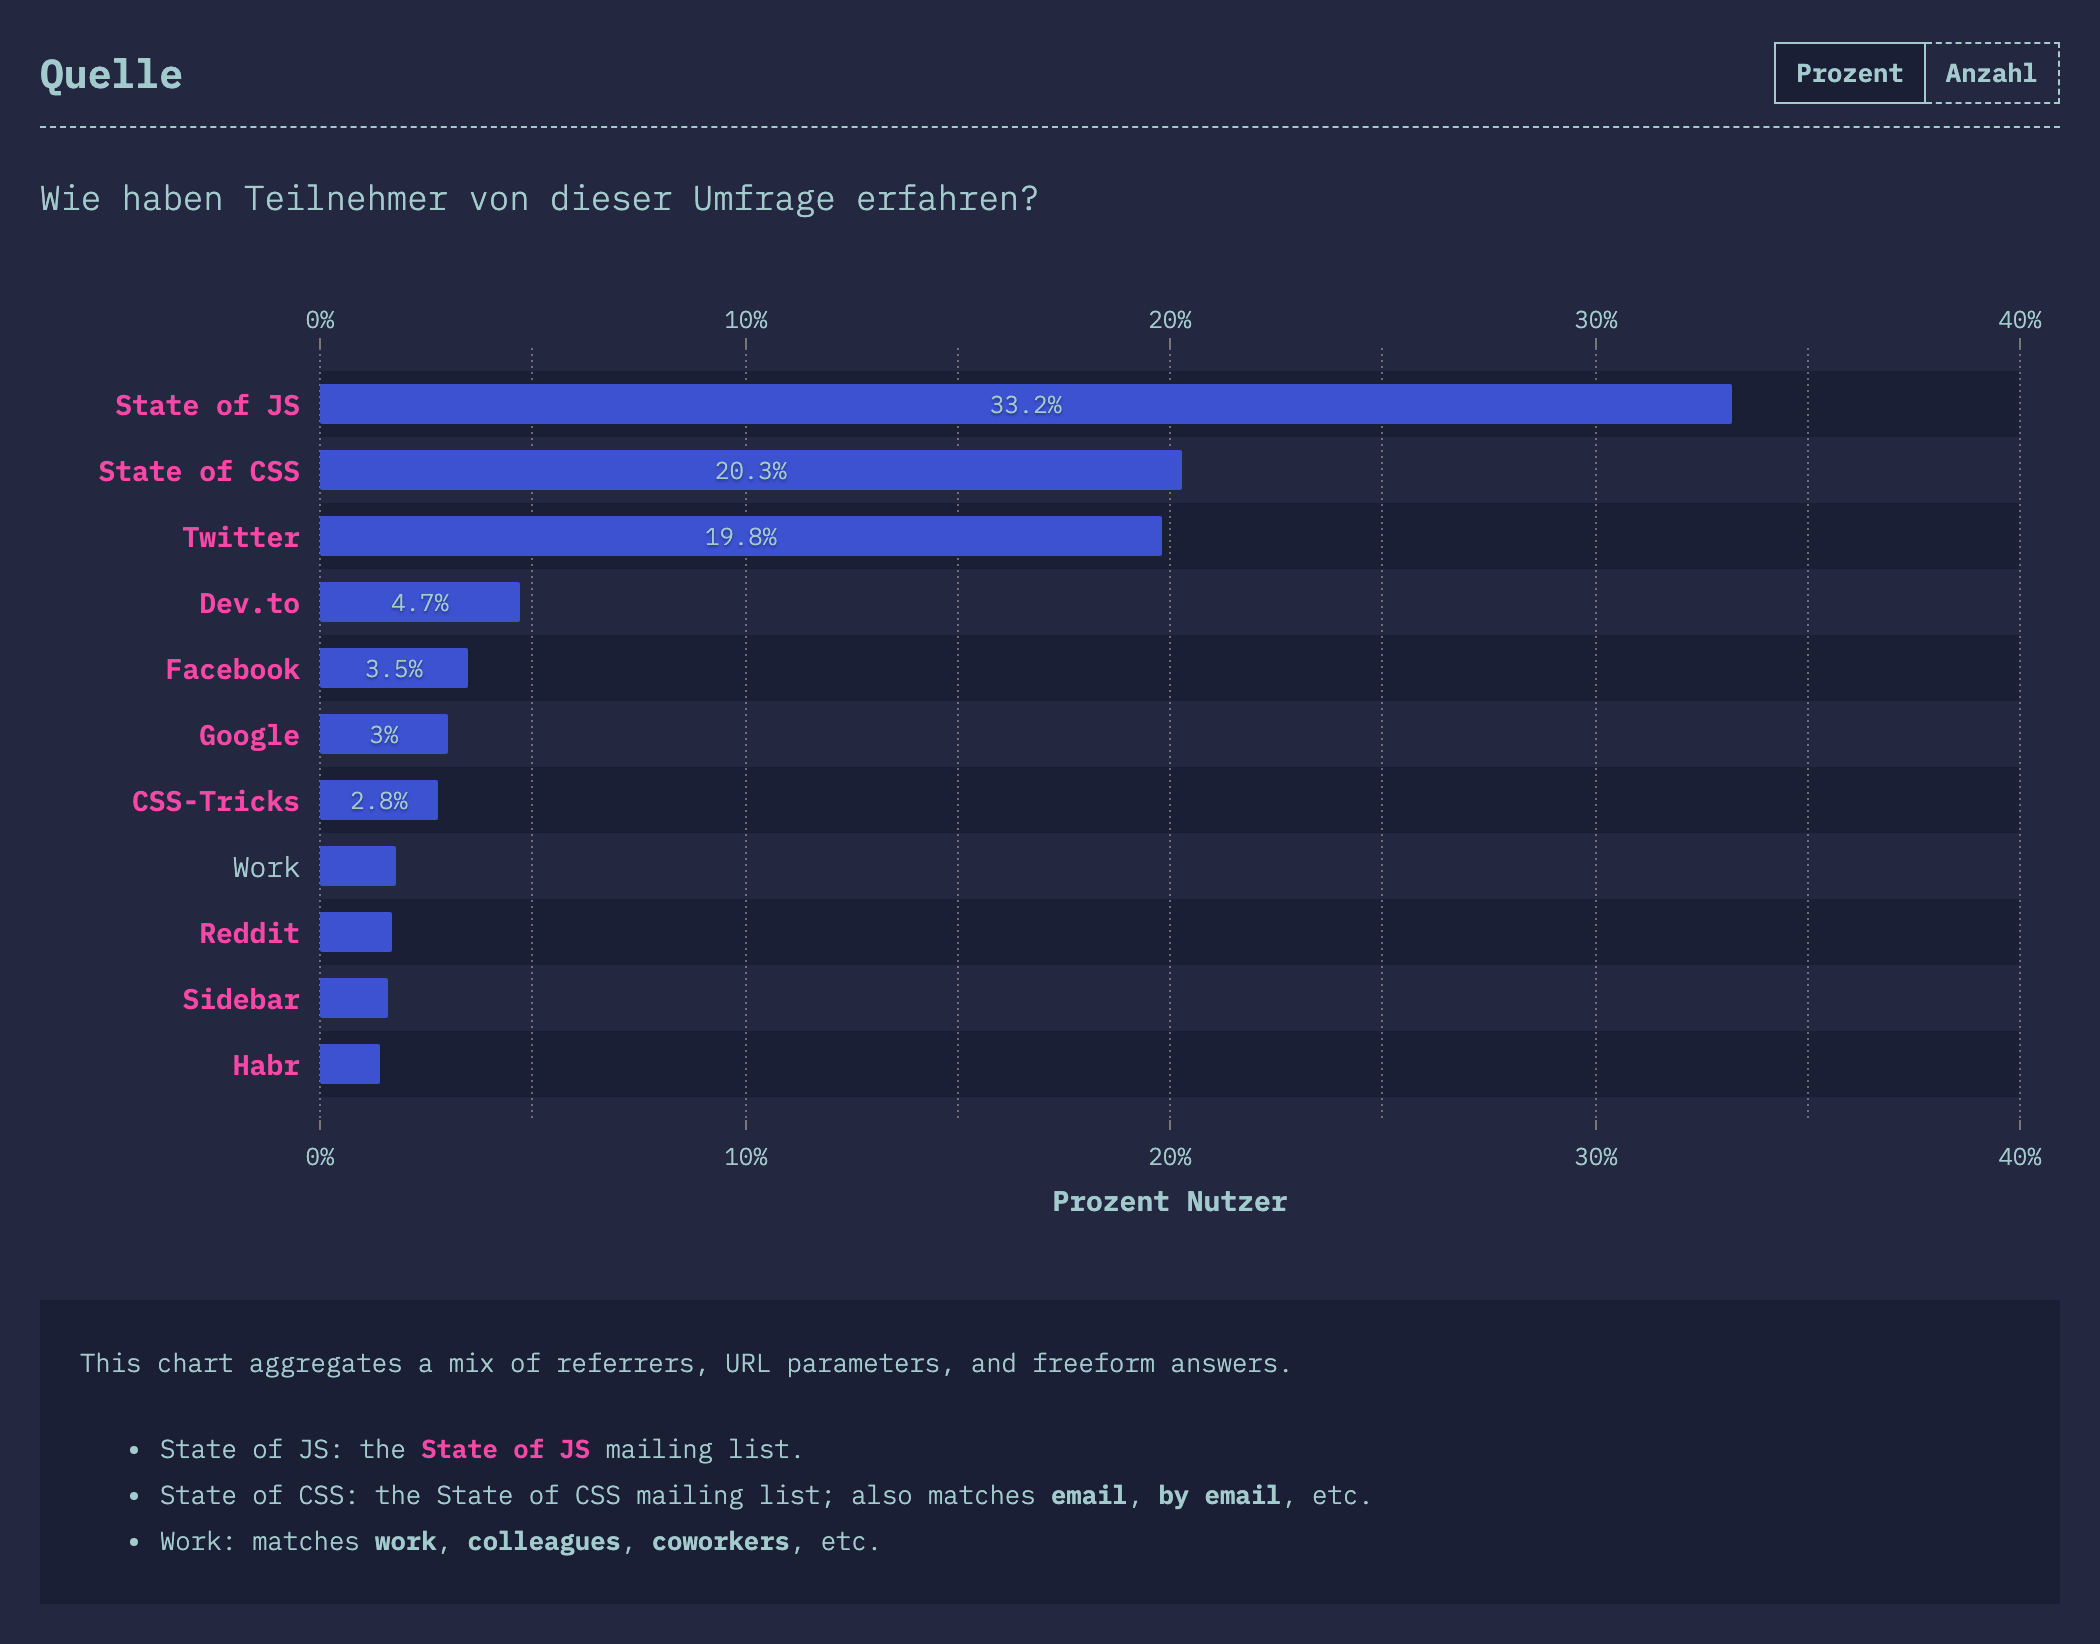 Quelle
Prozent Anzahl
Wie haben Teilnehmer von dieser Umfrage erfahren?
0% 10% 20% 30% 40%
State of JS 33.2%
State of CSS 20.3%
Twitter 19.8%
Dev.to 4.7%
Facebook 3.5%
Google 3%
CSS-Tricks 2.8%
Work
Reddit
Sidebar
Habr
0% 10% 20% 30% 40%
Prozent Nutzer
This chart aggregates a mix of referrers, URL parameters, and freeform answers.
• State of JS: the State of JS mailing list.
• State of CSS: the State of CSS mailing list; also matches email, by email, etc.
• Work: matches work, colleagues, coworkers, etc.